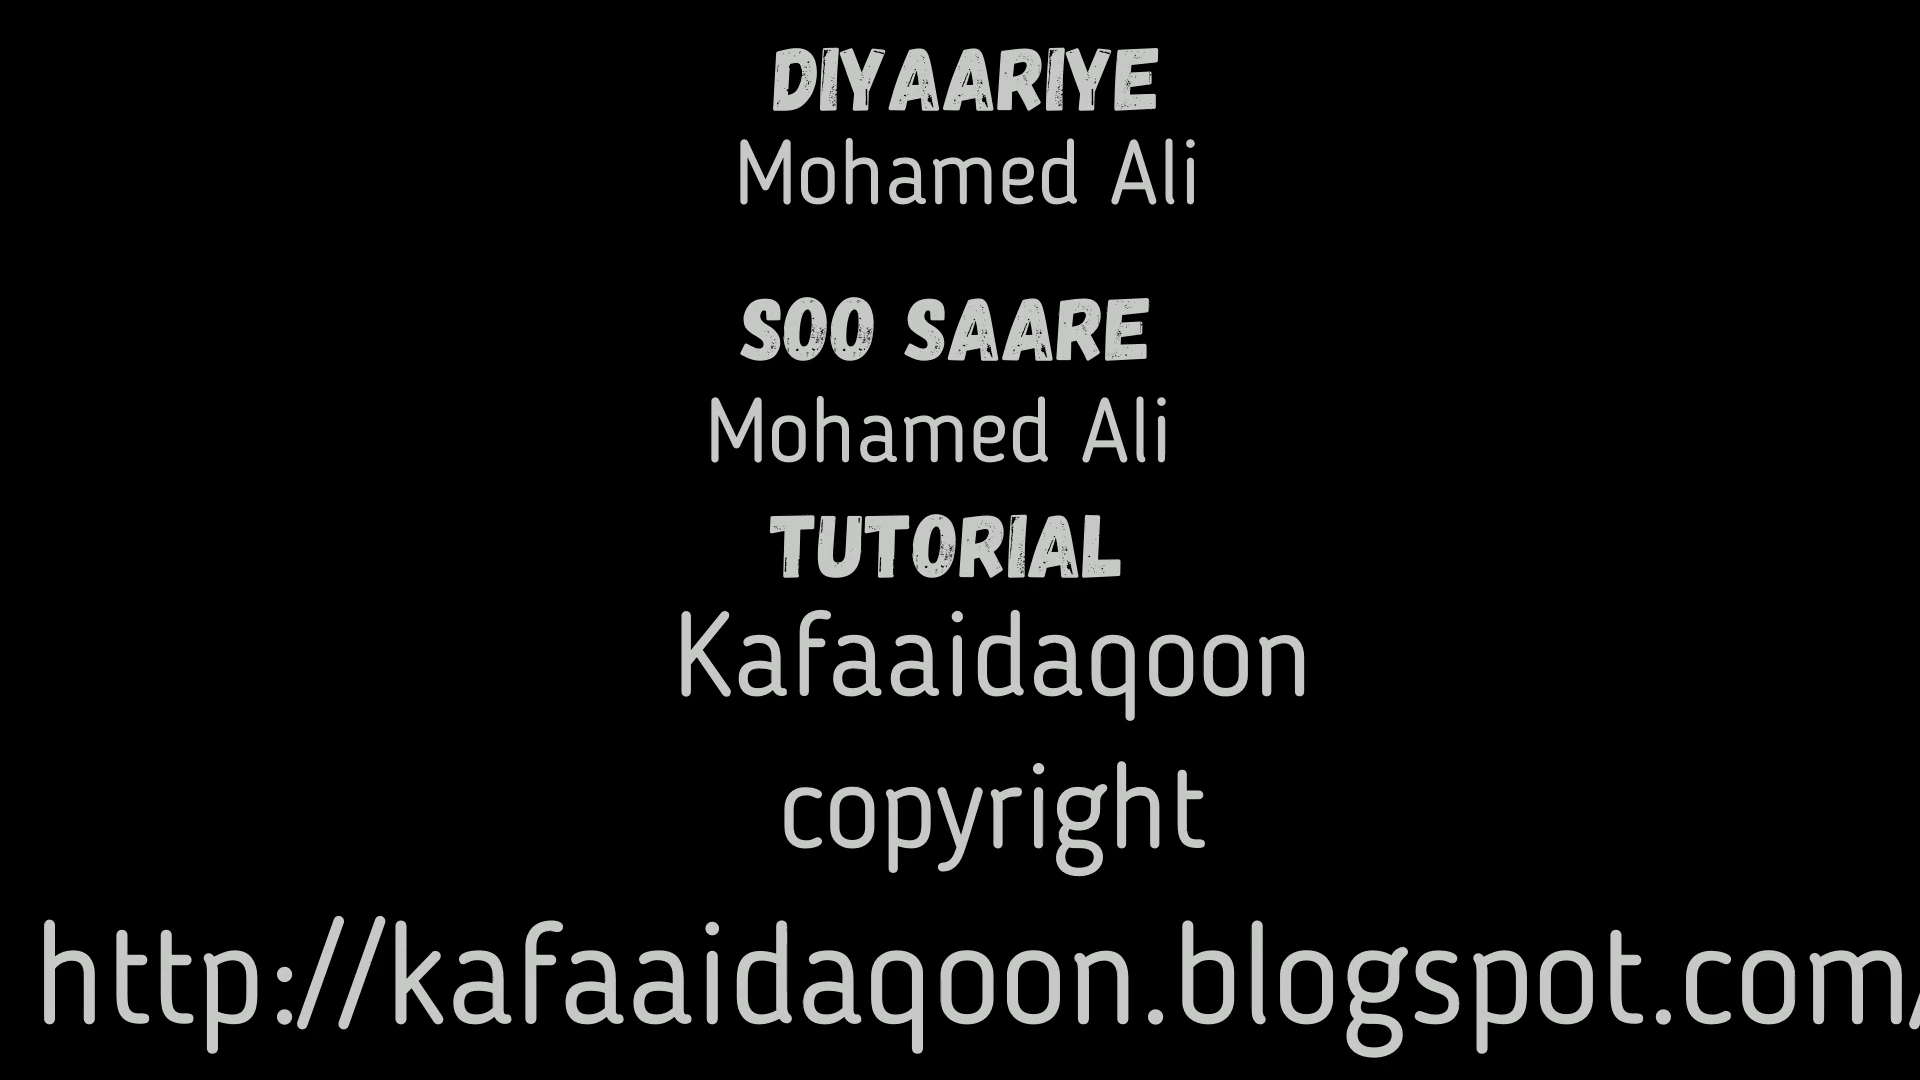 DIYAARIYE
Mohamed Ali
SOO SAARE
Mohamed Ali
TUTORIAL
Kafaaidaqoon
copyright
http://kafaaidaqoon.blogspot.com/